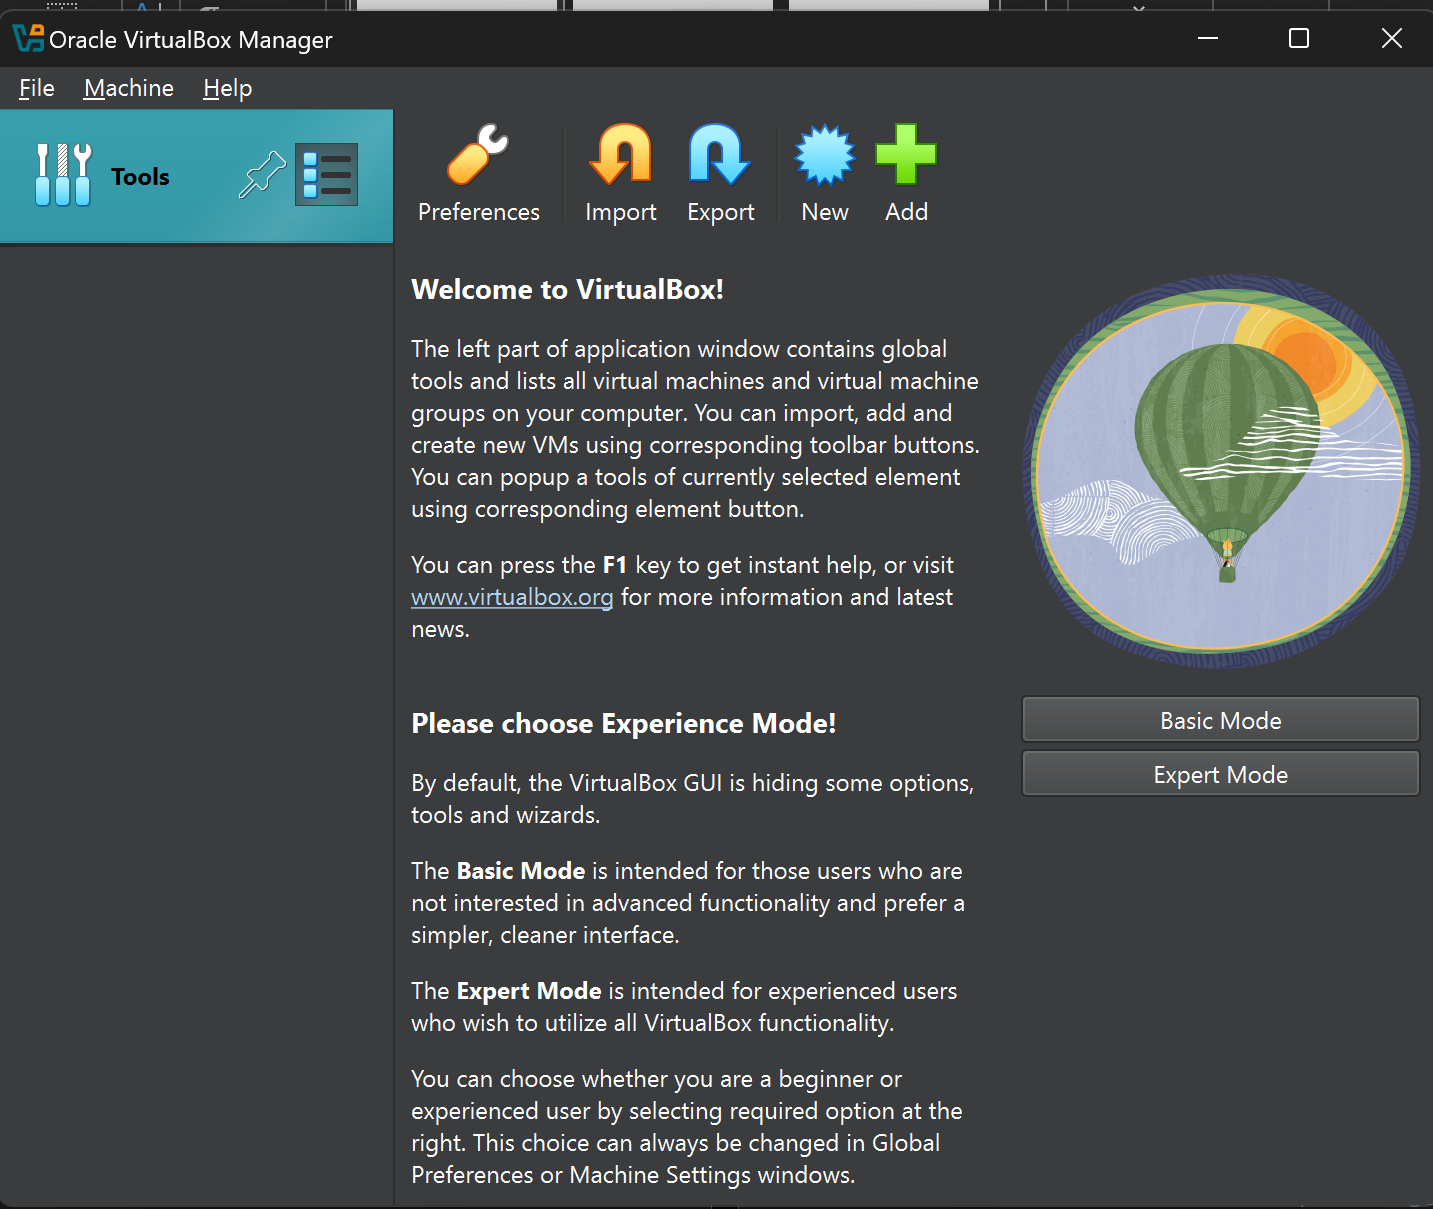 Oracle VirtualBox Manager
File Machine Help
Tools
Preferences Import Export New Add
Welcome to VirtualBox!
The left part of application window contains global
tools and lists all virtual machines and virtual machine
groups on your computer. You can import, add and
create new VMs using corresponding toolbar buttons.
You can popup a tools of currently selected element
using corresponding element button.
You can press the F1 key to get instant help, or visit
www.virtualbox.org for more information and latest
news.
Please choose Experience Mode!
By default, the VirtualBox GUI is hiding some options,
tools and wizards.
The Basic Mode is intended for those users who are
not interested in advanced functionality and prefer a
simpler, cleaner interface.
The Expert Mode is intended for experienced users
who wish to utilize all VirtualBox functionality.
You can choose whether you are a beginner or
experienced user by selecting required option at the
right. This choice can always be changed in Global
Preferences or Machine Settings windows.
Basic Mode
Expert Mode